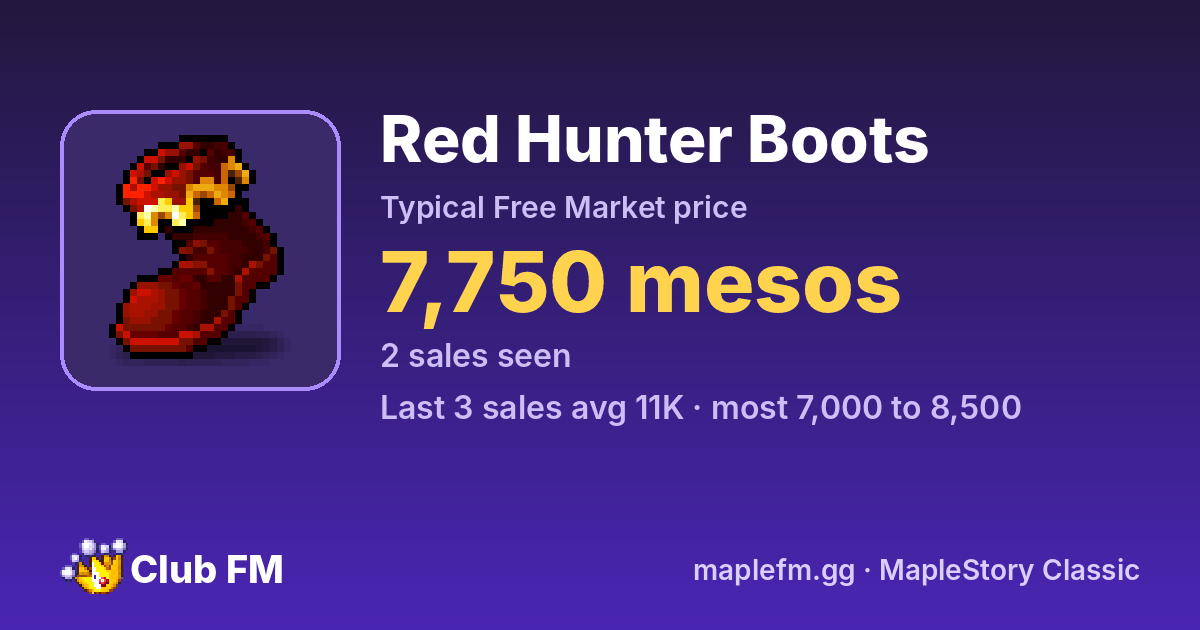 Red Hunter Boots
Typical Free Market price
7,750 mesos
2 sales seen
Last 3 sales avg 11K · most 7,000 to 8,500
Club FM
maplefm.gg · MapleStory Classic